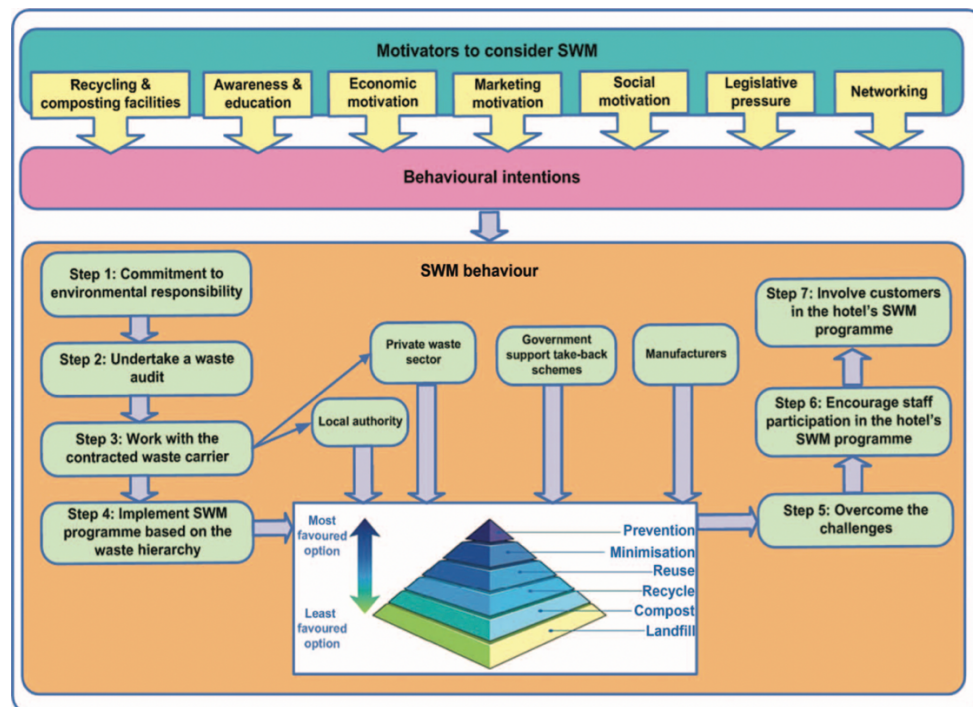 Motivators to consider SWM
Recycling &
composting facilities
Awareness &
education
Economic
motivation
Marketing
motivation
Social
motivation
Legislative
pressure
Networking
Behavioural intentions
SWM behaviour
Step 1: Commitment to
environmental responsibility
Step 2: Undertake a waste
audit
Step 3: Work with the
contracted waste carrier
Step 4: Implement SWM
programme based on the
waste hierarchy
Local authority
Private waste
sector
Government
support take-back
schemes
Manufacturers
Most
favoured
option
Least
favoured
option
Prevention
Minimisation
Reuse
Recycle
Compost
Landfill
Step 5: Overcome the
challenges
Step 6: Encourage staff
participation in the hotel's
SWM programme
Step 7: Involve customers
in the hotel's SWM
programme